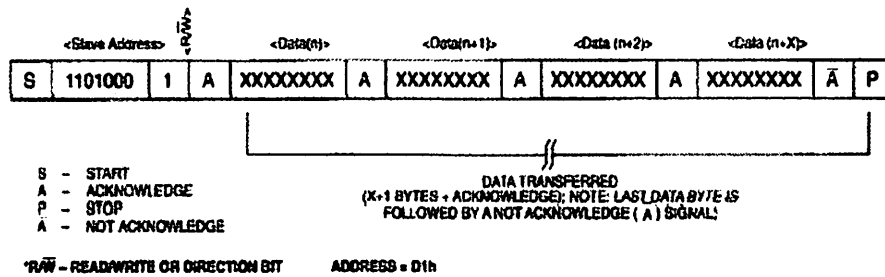 <Slave Address> <R/W̅> <Data(n)> <Data(n+1)> <Data (n+2)> <Data (n+X)>
S 1101000 1 A XXXXXXXX A XXXXXXXX A XXXXXXXX A XXXXXXXX A̅ P
S – START
A – ACKNOWLEDGE
P – STOP
A̅ – NOT ACKNOWLEDGE
DATA TRANSFERRED
(X+1 BYTES + ACKNOWLEDGE); NOTE: LAST DATA BYTE IS
FOLLOWED BY A NOT ACKNOWLEDGE ( A ) SIGNAL;
*R/W̅ – READ/WRITE OR DIRECTION BIT ADDRESS = D1h